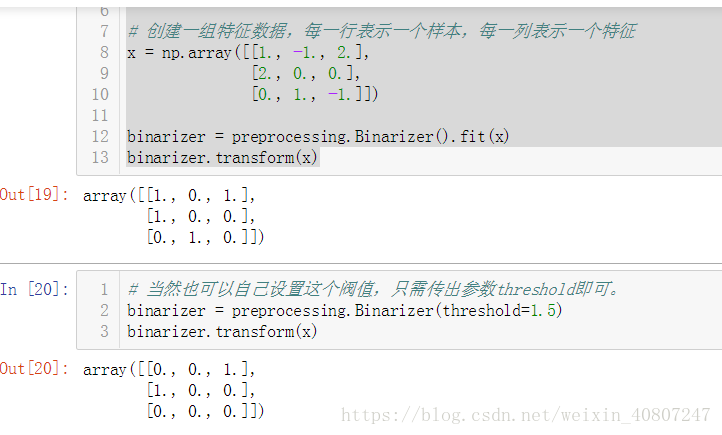 6
7 # 创建一组特征数据，每一行表示一个样本，每一列表示一个特征
8 x = np.array([[1., -1., 2.],
9 [2., 0., 0.],
10 [0., 1., -1.]])
11
12 binarizer = preprocessing.Binarizer().fit(x)
13 binarizer.transform(x)
Out[19]: array([[1., 0., 1.],
[1., 0., 0.],
[0., 1., 0.]])
In [20]: 1 # 当然也可以自己设置这个阀值，只需传出参数threshold即可。
2 binarizer = preprocessing.Binarizer(threshold=1.5)
3 binarizer.transform(x)
Out[20]: array([[0., 0., 1.],
[1., 0., 0.],
[0., 0., 0.]])
https://blog.csdn.net/weixin_40807247